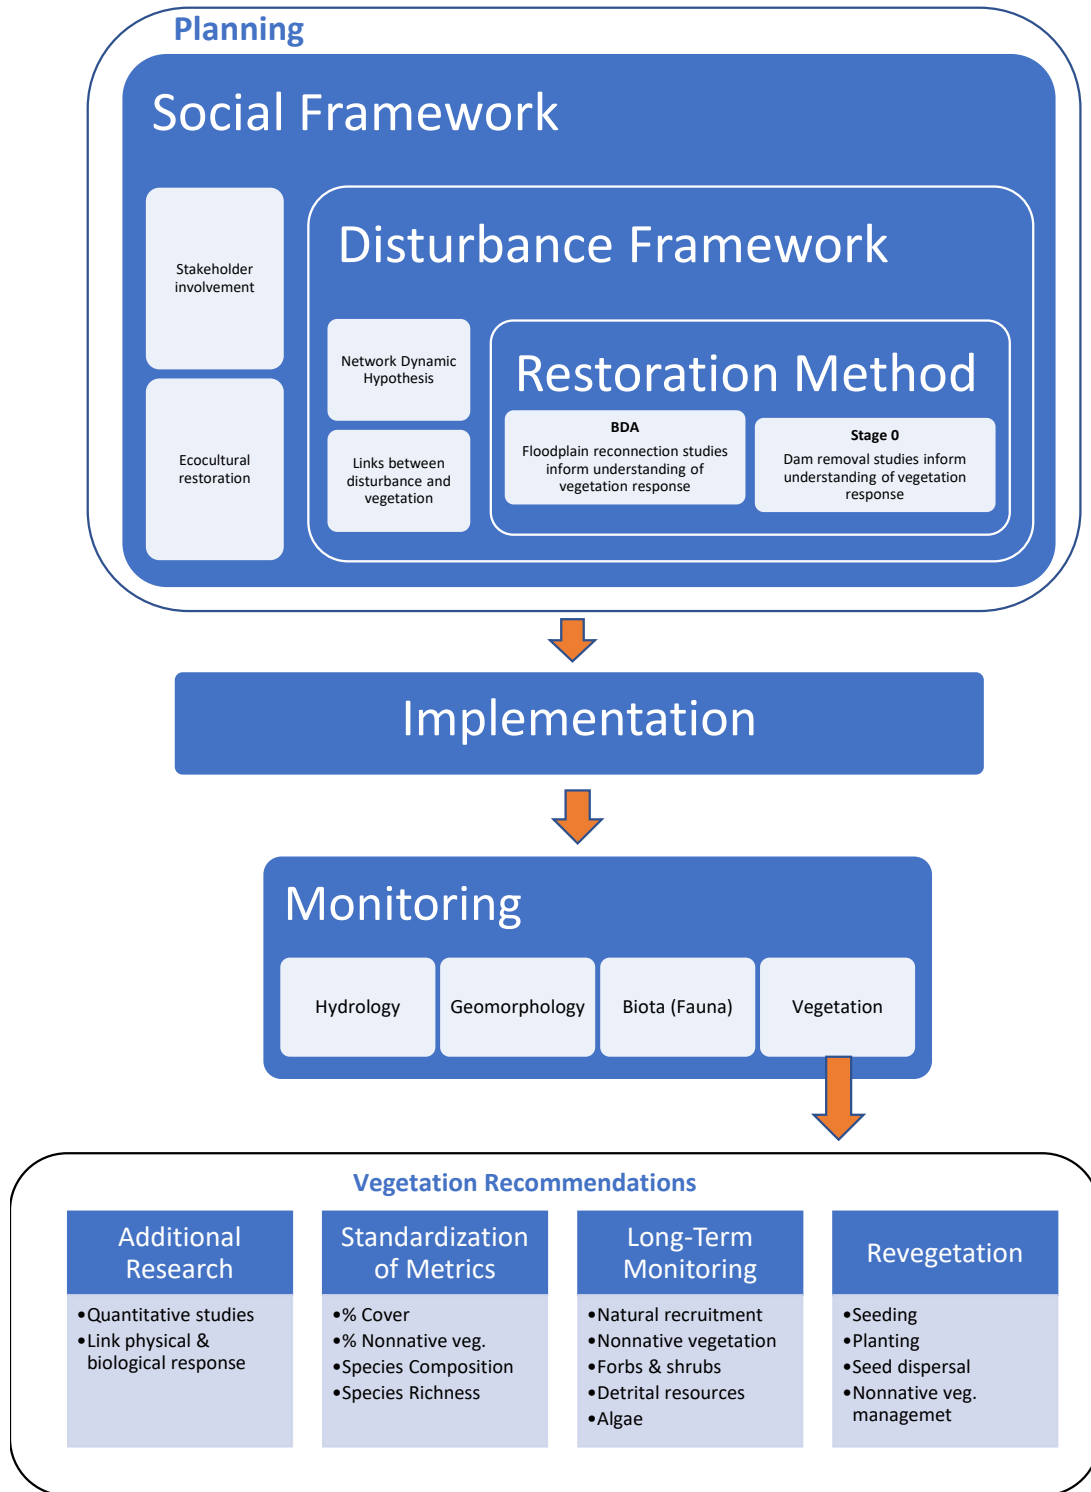 Planning
Social Framework
Stakeholder
involvement
Ecocultural
restoration
Disturbance Framework
Network Dynamic
Hypothesis
Links between
disturbance and
vegetation
Restoration Method
BDA
Floodplain reconnection studies
inform understanding of
vegetation response
Stage 0
Dam removal studies inform
understanding of vegetation
response
Implementation
Monitoring
Hydrology
Geomorphology
Biota (Fauna)
Vegetation
Vegetation Recommendations
Additional
Research
•Quantitative studies
•Link physical &
biological response
Standardization
of Metrics
•% Cover
•% Nonnative veg.
•Species Composition
•Species Richness
Long-Term
Monitoring
•Natural recruitment
•Nonnative vegetation
•Forbs & shrubs
•Detrital resources
•Algae
Revegetation
•Seeding
•Planting
•Seed dispersal
•Nonnative veg.
managemet